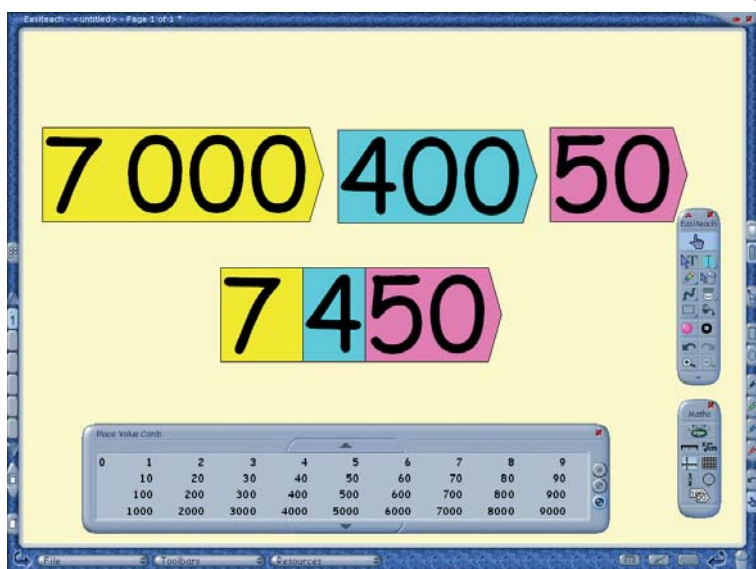 Easiteach - <untitled> - Page 1 of 1 *
7 000
400
50
7 450
Easiteach
T
T
1
Maths
√cm
Place Value Cards
0 1 2 3 4 5 6 7 8 9
10 20 30 40 50 60 70 80 90
100 200 300 400 500 600 700 800 900
1000 2000 3000 4000 5000 6000 7000 8000 9000
File
Toolbars
Resources